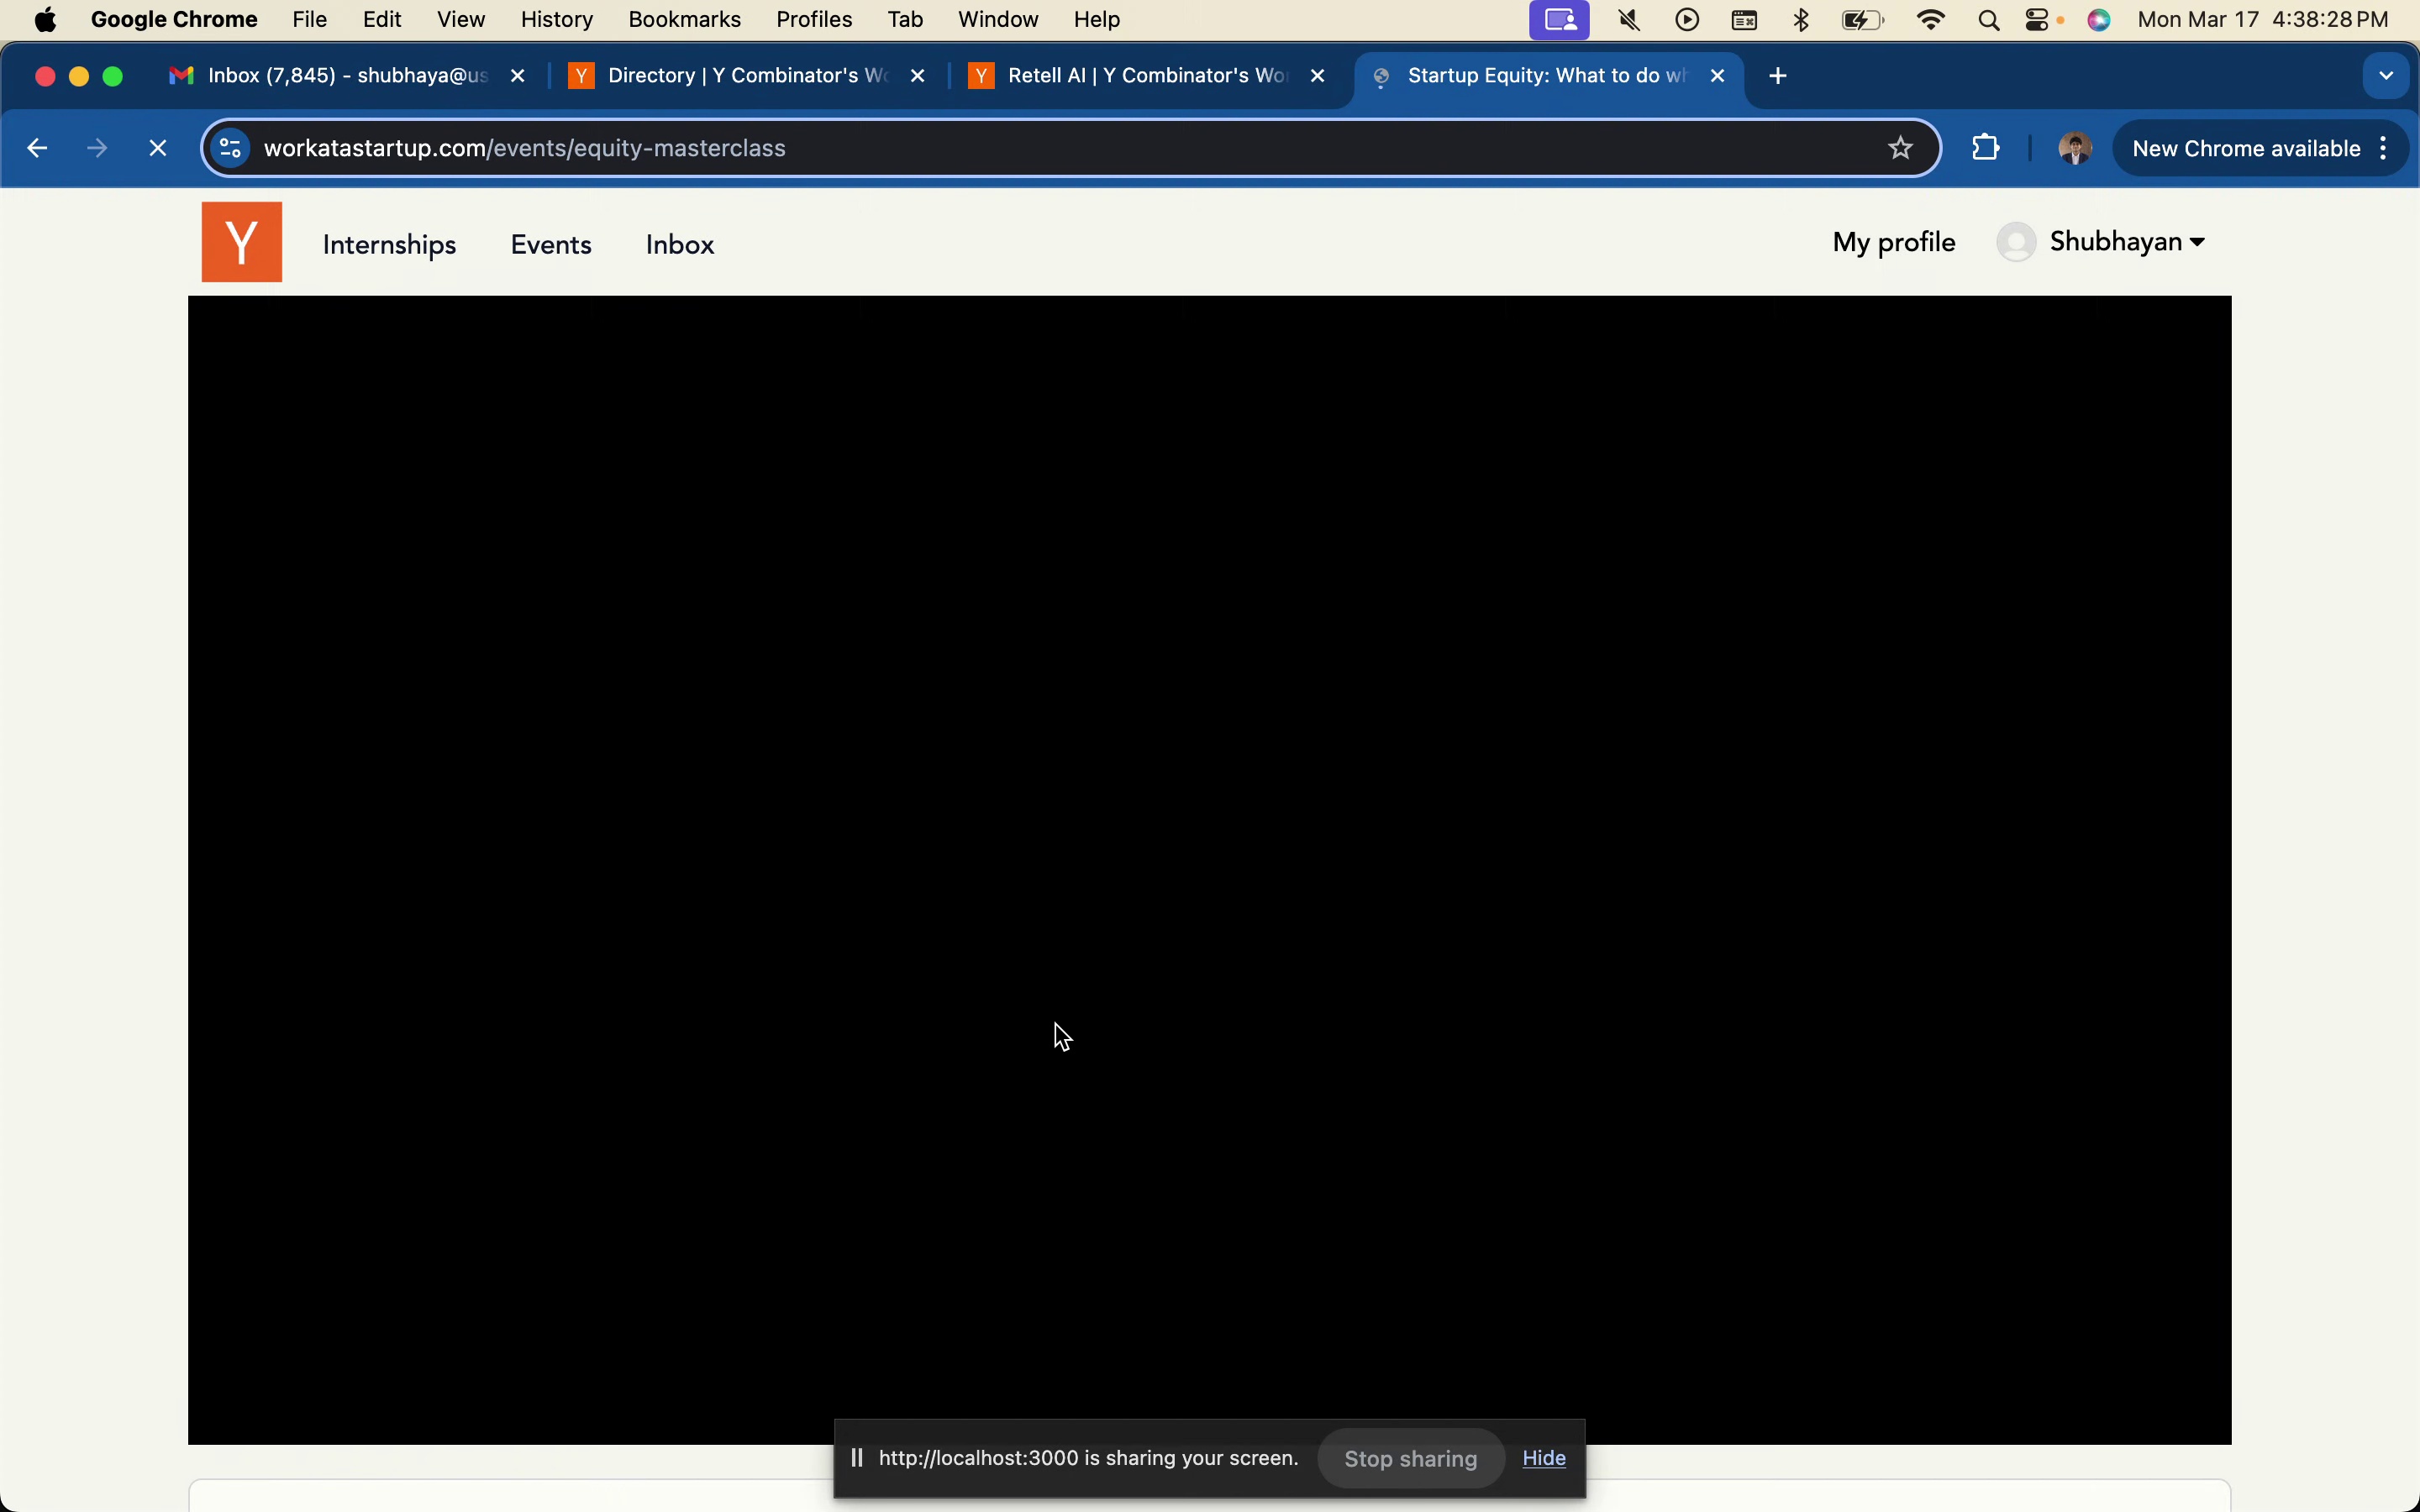 Google Chrome File Edit View History Bookmarks Profiles Tab Window Help Mon Mar 17 4:38:28 PM
Inbox (7,845) - shubhaya@us Directory | Y Combinator's Wo Retell AI | Y Combinator's Wor Startup Equity: What to do wh
workatastartup.com/events/equity-masterclass New Chrome available
Y Internships Events Inbox My profile Shubhayan
http://localhost:3000 is sharing your screen. Stop sharing Hide